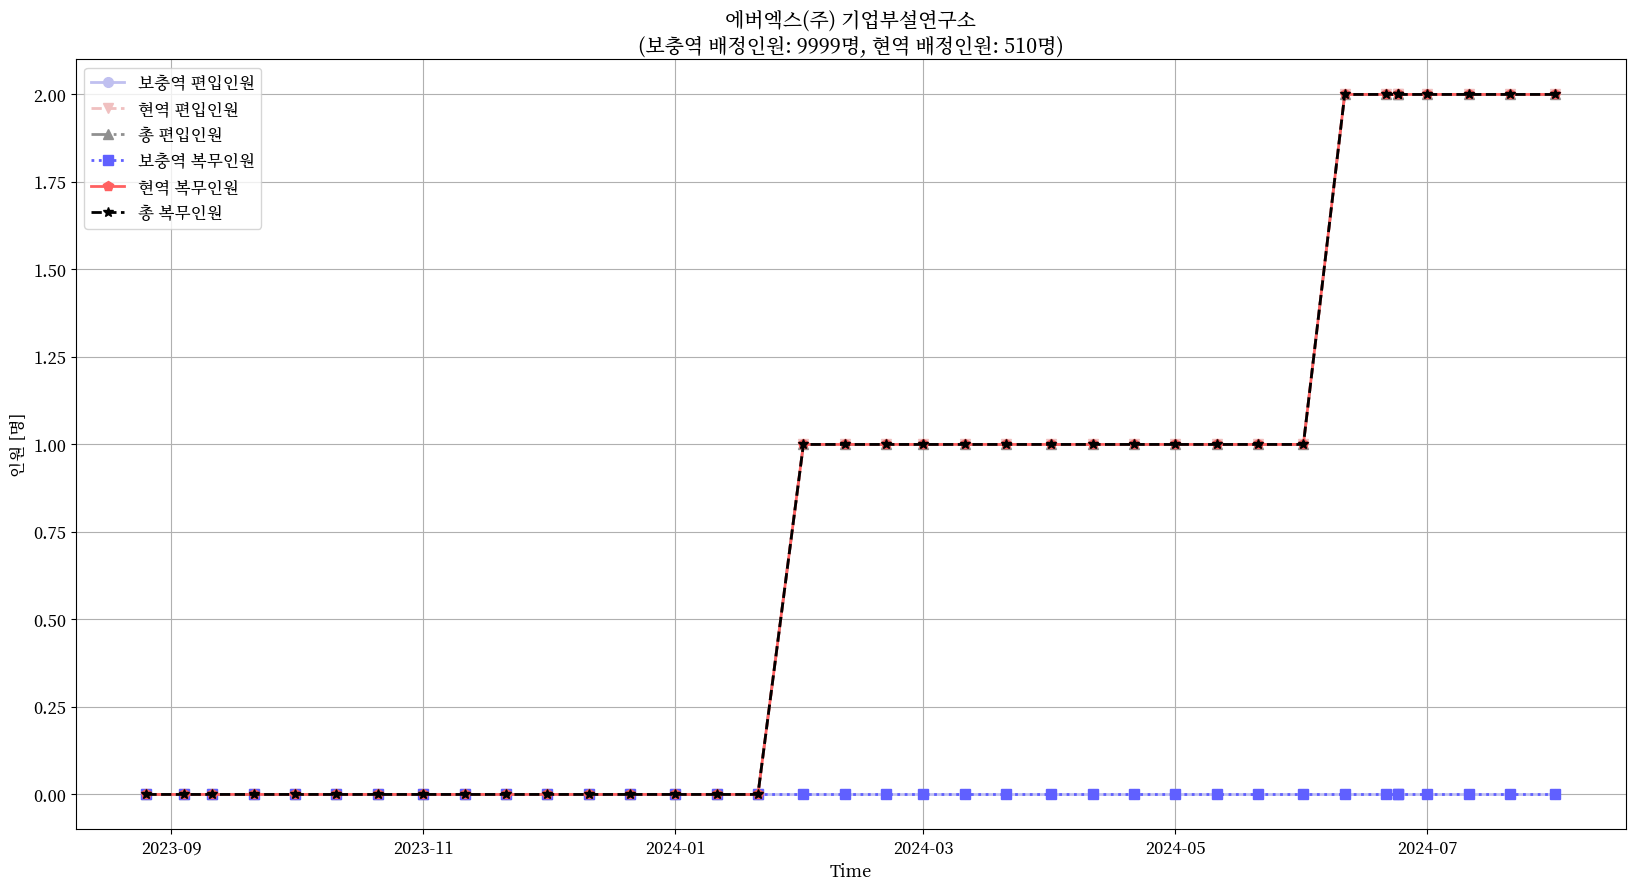 에버엑스(주) 기업부설연구소
(보충역 배정인원: 9999명, 현역 배정인원: 510명)
보충역 편입인원
현역 편입인원
총 편입인원
보충역 복무인원
현역 복무인원
총 복무인원
2.00
1.75
1.50
1.25
1.00
0.75
0.50
0.25
0.00
인원 [명]
2023-09
2023-11
2024-01
2024-03
2024-05
2024-07
Time